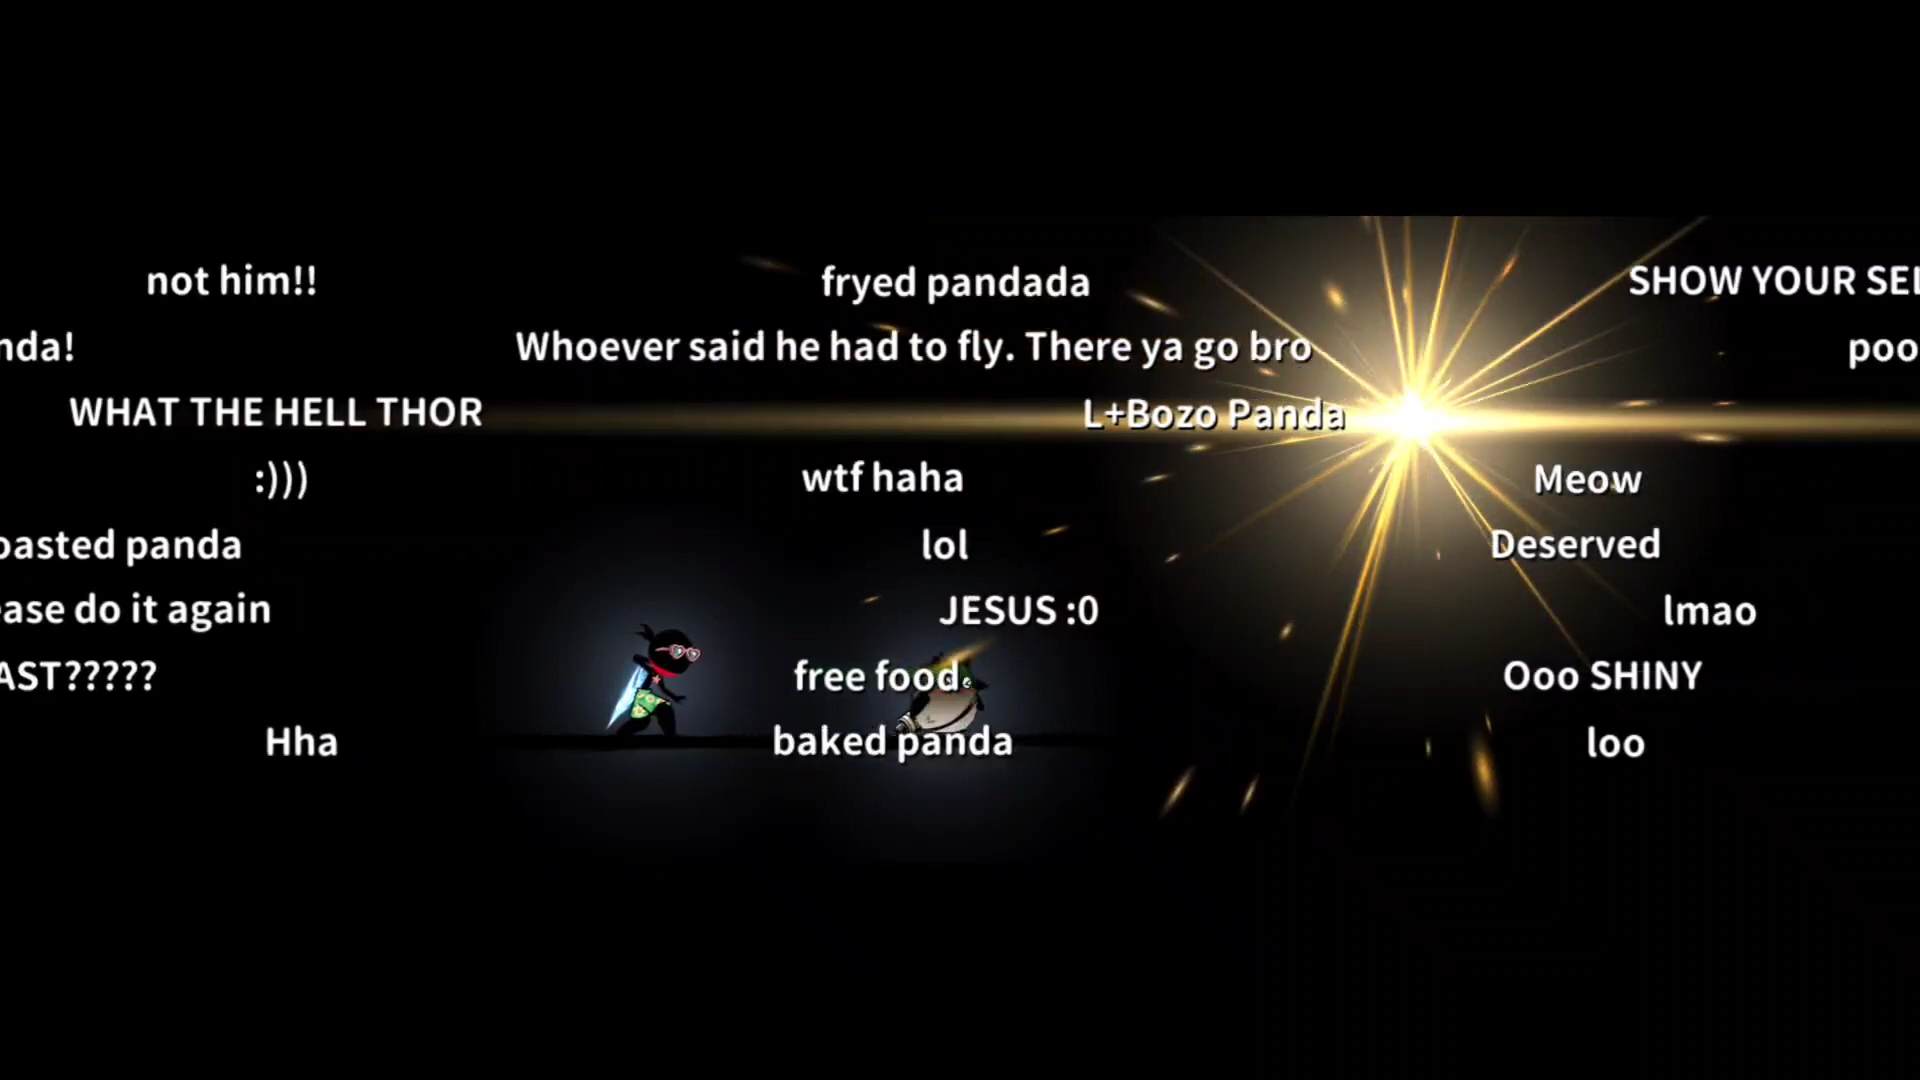 not him!!
fryed pandada
SHOW YOUR SEL
nda!
Whoever said he had to fly. There ya go bro
poo
WHAT THE HELL THOR
L+Bozo Panda
:)))
wtf haha
Meow
oasted panda
lol
Deserved
ease do it again
JESUS :0
lmao
AST?????
free food.
Ooo SHINY
Hha
baked panda
loo